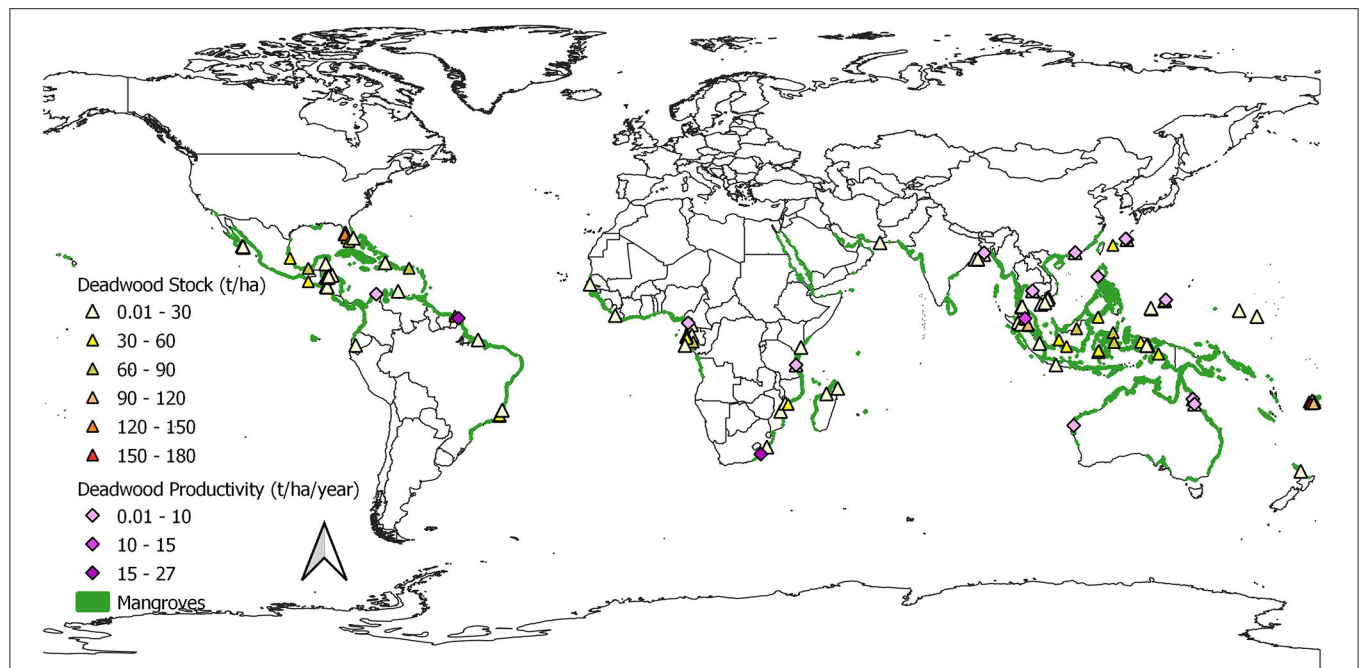 Deadwood Stock (t/ha)
0.01 - 30
30 - 60
60 - 90
90 - 120
120 - 150
150 - 180
Deadwood Productivity (t/ha/year)
0.01 - 10
10 - 15
15 - 27
Mangroves